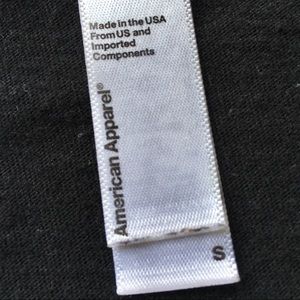 Made in the USA
From US and
Imported
Components
American Apparel®
S